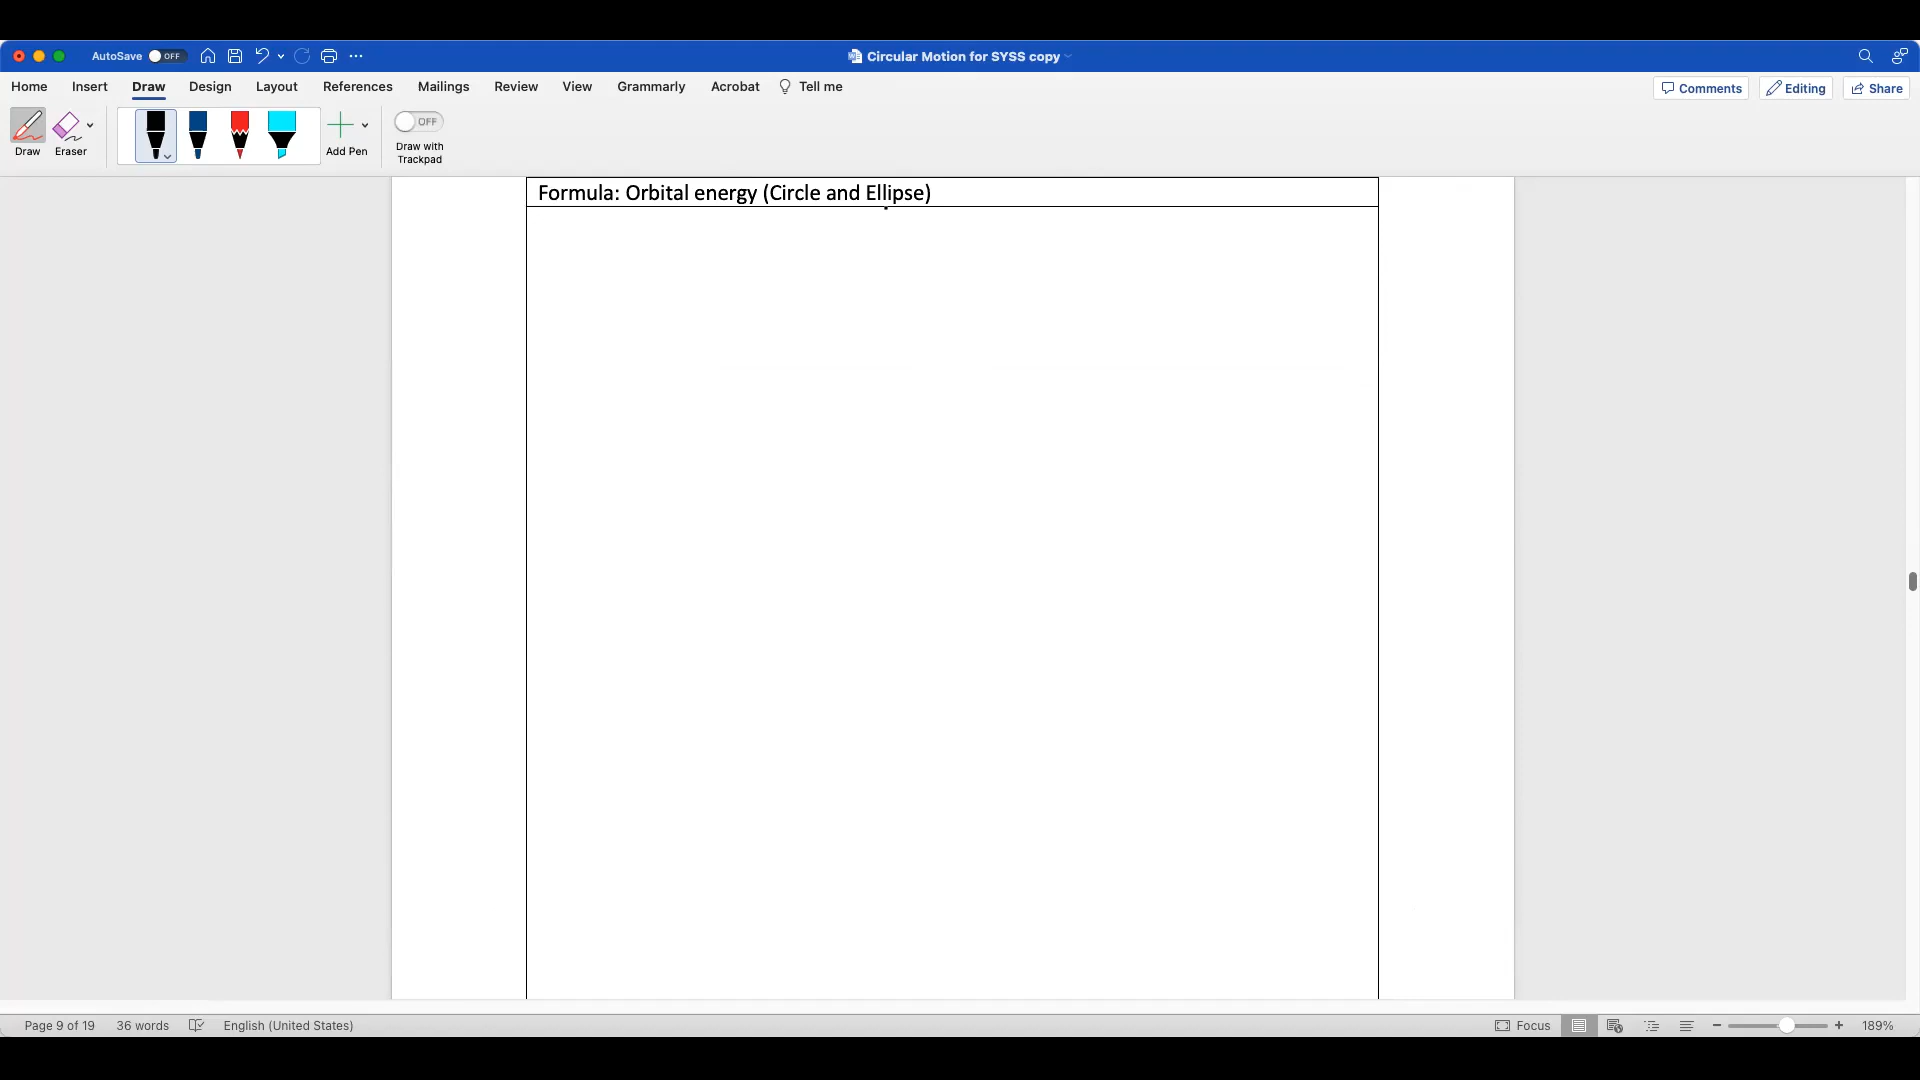 AutoSave OFF
Circular Motion for SYSS copy
Home Insert Draw Design Layout References Mailings Review View Grammarly Acrobat Tell me
Comments Editing Share
OFF
Draw Eraser Add Pen Draw with
Trackpad
Formula: Orbital energy (Circle and Ellipse)
Page 9 of 19 36 words English (United States) Focus 189%